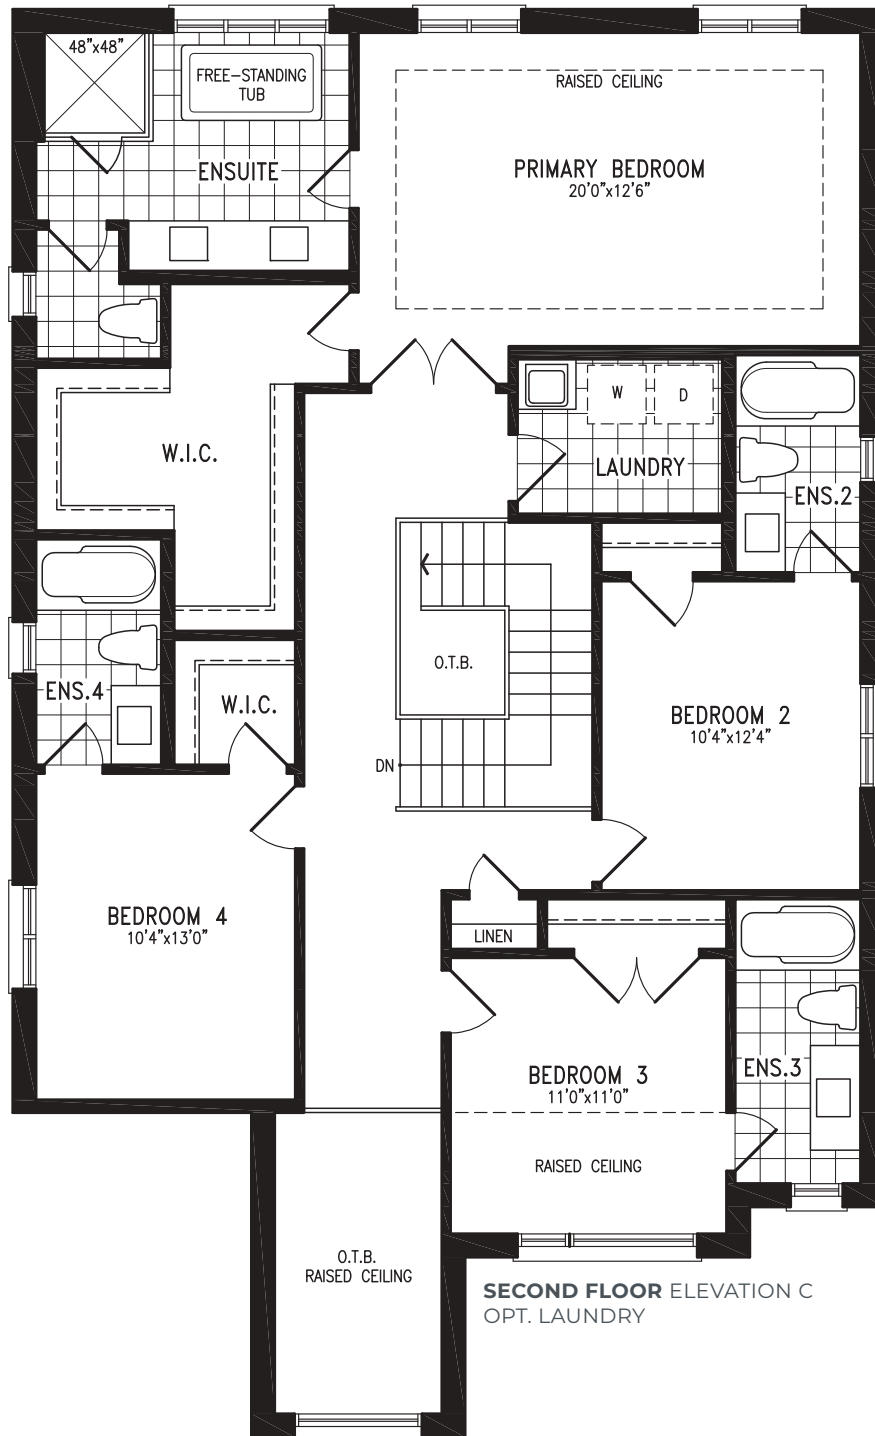 48"x48"
FREE-STANDING
TUB
ENSUITE
RAISED CEILING
PRIMARY BEDROOM
20'0"x12'6"
W.I.C.
W
D
LAUNDRY
ENS.2
ENS.4
W.I.C.
O.T.B.
DN
BEDROOM 2
10'4"x12'4"
BEDROOM 4
10'4"x13'0"
LINEN
BEDROOM 3
11'0"x11'0"
ENS.3
RAISED CEILING
O.T.B.
RAISED CEILING
SECOND FLOOR ELEVATION C
OPT. LAUNDRY